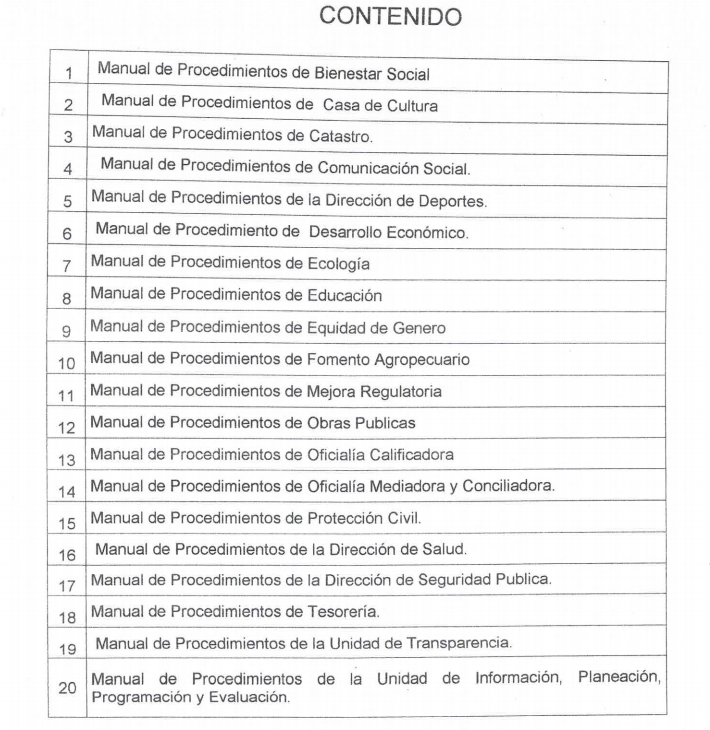 CONTENIDO
1 Manual de Procedimientos de Bienestar Social
2 Manual de Procedimientos de Casa de Cultura
3 Manual de Procedimientos de Catastro.
4 Manual de Procedimientos de Comunicación Social.
5 Manual de Procedimientos de la Dirección de Deportes.
6 Manual de Procedimiento de Desarrollo Económico.
7 Manual de Procedimientos de Ecología
8 Manual de Procedimientos de Educación
9 Manual de Procedimientos de Equidad de Genero
10 Manual de Procedimientos de Fomento Agropecuario
11 Manual de Procedimientos de Mejora Regulatoria
12 Manual de Procedimientos de Obras Publicas
13 Manual de Procedimientos de Oficialía Calificadora
14 Manual de Procedimientos de Oficialía Mediadora y Conciliadora.
15 Manual de Procedimientos de Protección Civil.
16 Manual de Procedimientos de la Dirección de Salud.
17 Manual de Procedimientos de la Dirección de Seguridad Publica.
18 Manual de Procedimientos de Tesorería.
19 Manual de Procedimientos de la Unidad de Transparencia.
20 Manual de Procedimientos de la Unidad de Información, Planeación,
Programación y Evaluación.